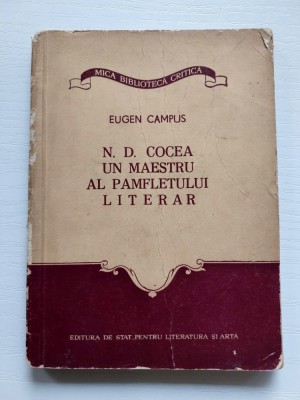 MICA BIBLIOTECĂ CRITICĂ
EUGEN CAMPUS
N. D. COCEA
UN MAESTRU
AL PAMFLETULUI
LITERAR
EDITURA DE STAT PENTRU LITERATURĂ ȘI ARTĂ